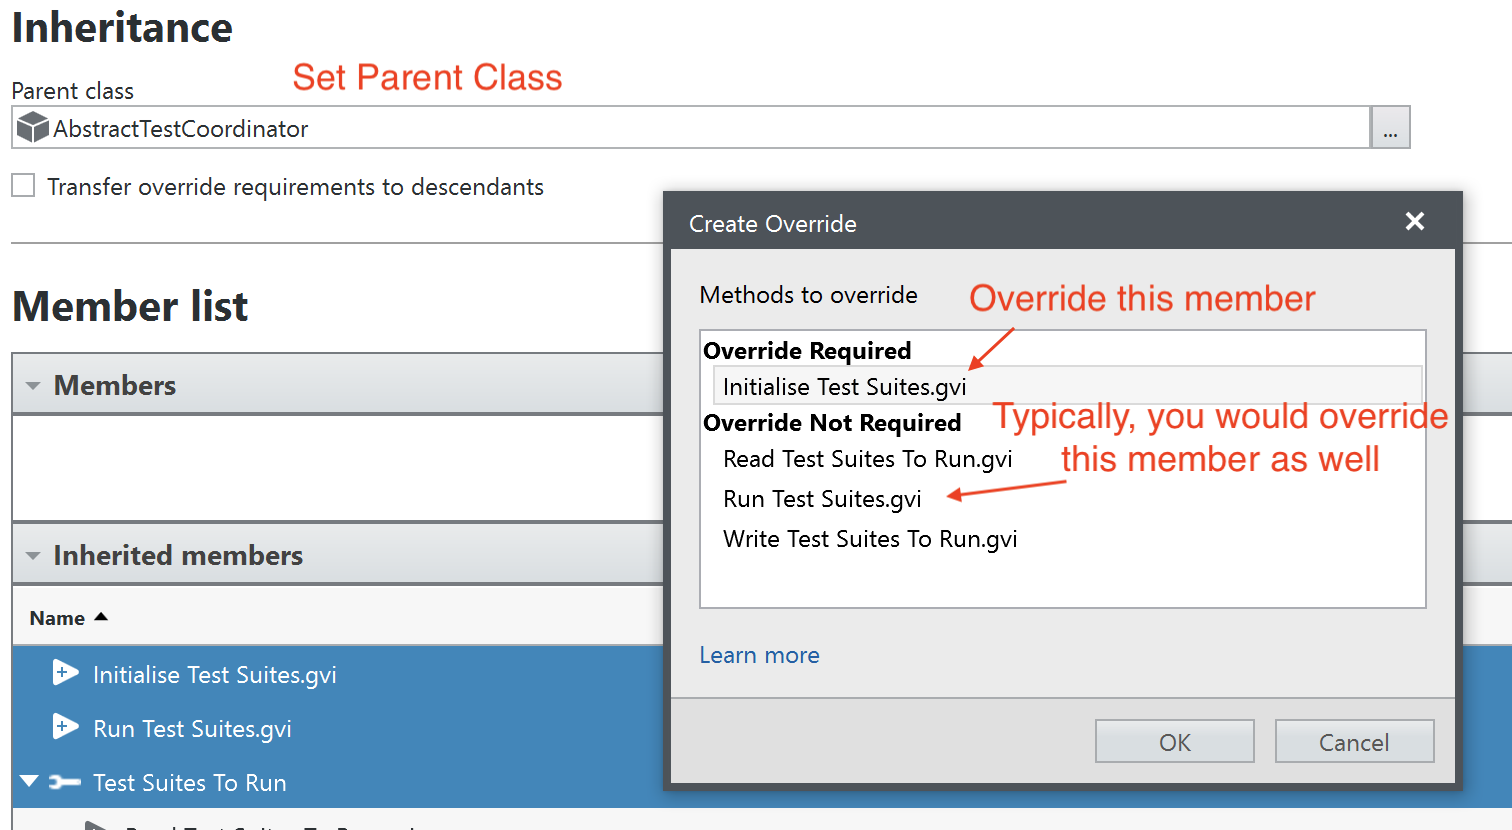 Inheritance
Set Parent Class
Parent class
AbstractTestCoordinator
...
Transfer override requirements to descendants
Create Override
Methods to override
Override this member
Override Required
Initialise Test Suites.gvi
Override Not Required
Typically, you would override
this member as well
Read Test Suites To Run.gvi
Run Test Suites.gvi
Write Test Suites To Run.gvi
Learn more
OK
Cancel
Member list
Members
Inherited members
Name
Initialise Test Suites.gvi
Run Test Suites.gvi
Test Suites To Run